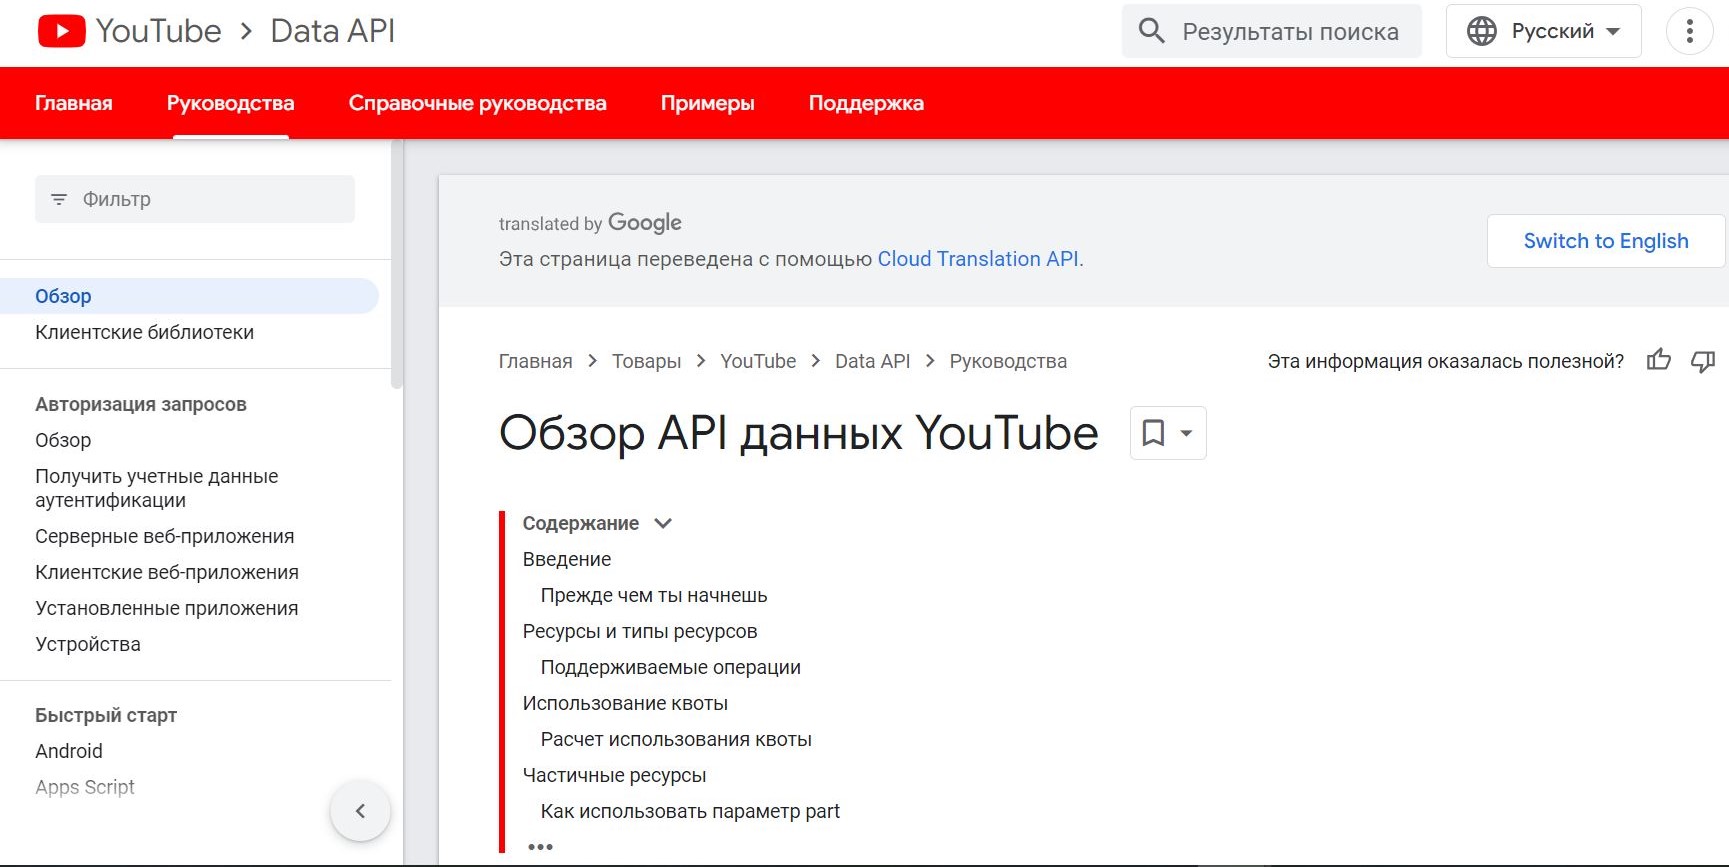 YouTube > Data API
Результаты поиска
Русский
Главная Руководства Справочные руководства Примеры Поддержка
Фильтр
Обзор
Клиентские библиотеки
Авторизация запросов
Обзор
Получить учетные данные
аутентификации
Серверные веб-приложения
Клиентские веб-приложения
Установленные приложения
Устройства
Быстрый старт
Android
Apps Script
translated by Google
Эта страница переведена с помощью Cloud Translation API.
Switch to English
Главная > Товары > YouTube > Data API > Руководства
Эта информация оказалась полезной?
Обзор API данных YouTube
Содержание
Введение
Прежде чем ты начнешь
Ресурсы и типы ресурсов
Поддерживаемые операции
Использование квоты
Расчет использования квоты
Частичные ресурсы
Как использовать параметр part
•••